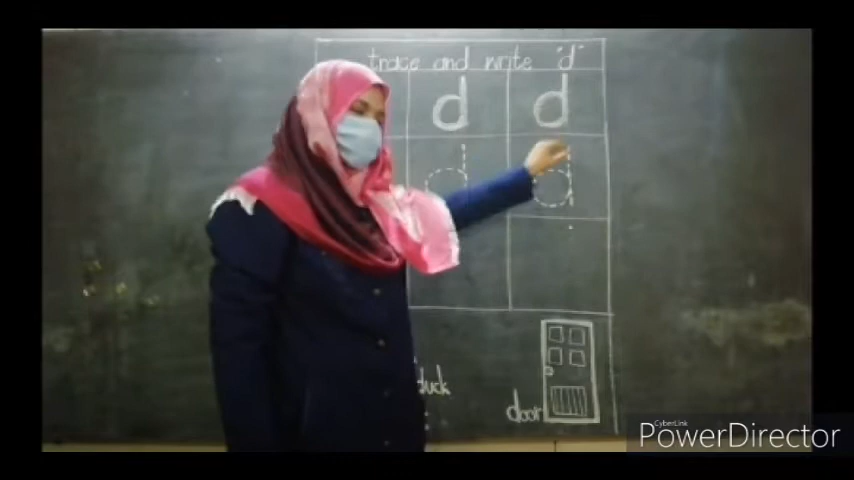 trace and write "d"
d d
d d
duck
door
CyberLink
PowerDirector